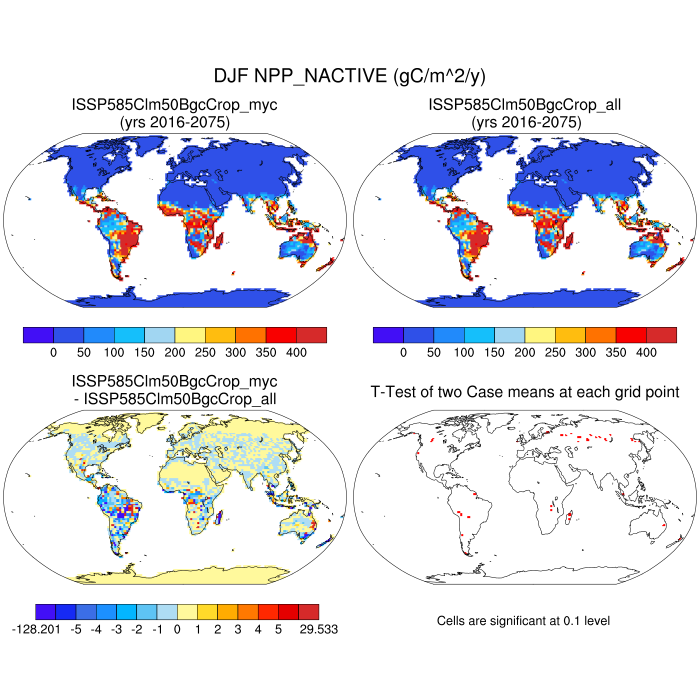 DJF NPP_NACTIVE (gC/m^2/y)
ISSP585Clm50BgcCrop_myc
(yrs 2016-2075)
ISSP585Clm50BgcCrop_all
(yrs 2016-2075)
0 50 100 150 200 250 300 350 400
0 50 100 150 200 250 300 350 400
ISSP585Clm50BgcCrop_myc
- ISSP585Clm50BgcCrop_all
T-Test of two Case means at each grid point
-128.201 -5 -4 -3 -2 -1 0 1 2 3 4 5 29.533
Cells are significant at 0.1 level